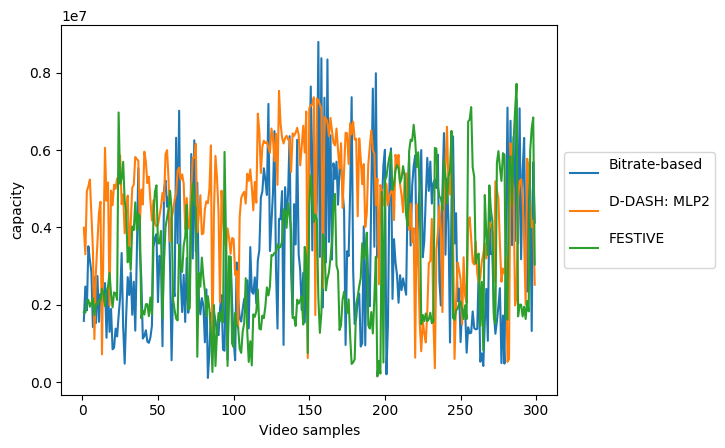 1e7
0.8
0.6
0.4
0.2
0.0
capacity
0 50 100 150 200 250 300
Video samples
Bitrate-based
D-DASH: MLP2
FESTIVE